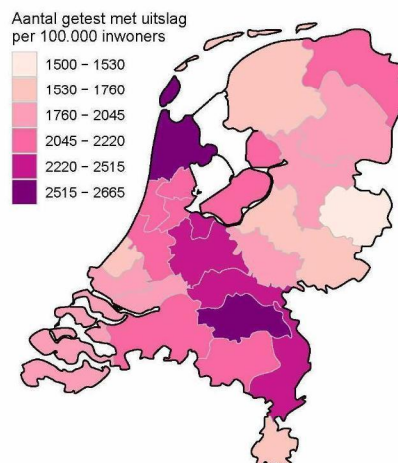 Aantal getest met uitslag
per 100.000 inwoners
1500 – 1530
1530 – 1760
1760 – 2045
2045 – 2220
2220 – 2515
2515 – 2665